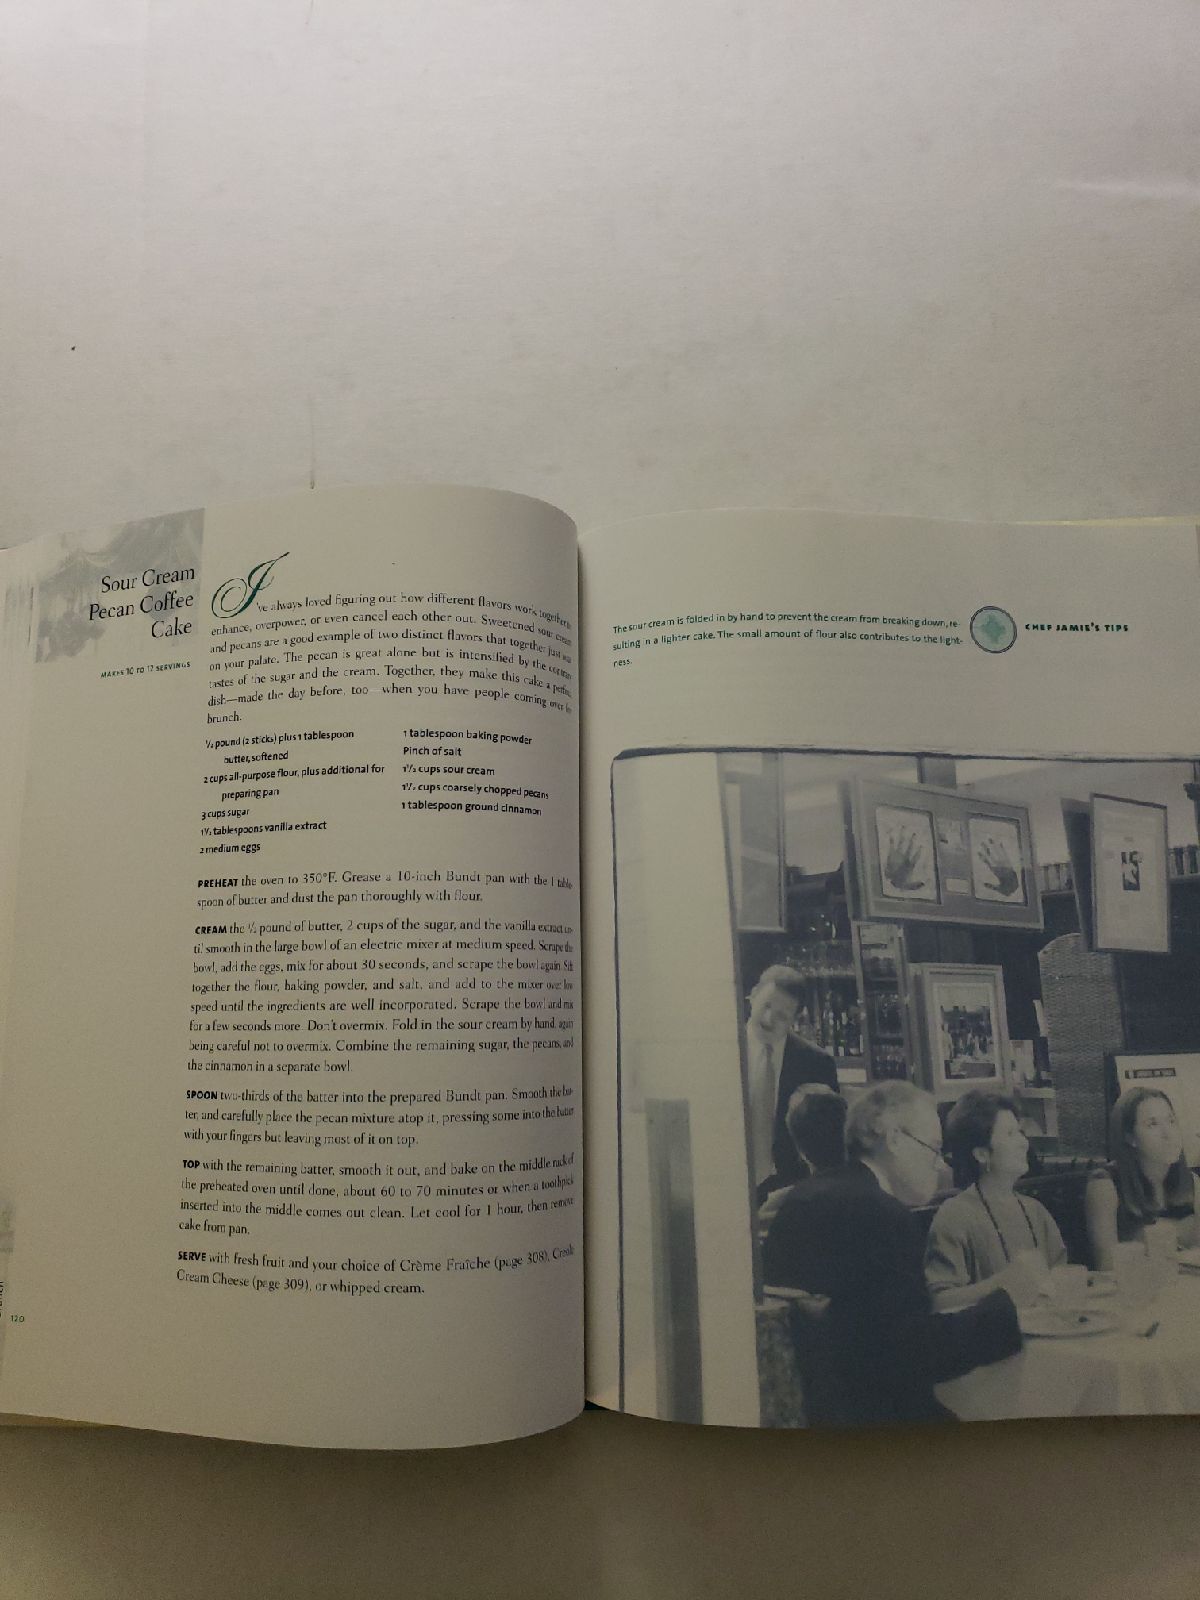 Sour Cream
Pecan Coffee
Cake
MAKES 10 TO 12 SERVINGS
I've always loved figuring out how different flavors work together to
enhance, overpower, or even cancel each other out. Sweetened sour cream
and pecans are a good example of two distinct flavors that together just
on your palate. The pecan is great alone but is intensified by the
tastes of the sugar and the cream. Together, they make this cake a perfect
dish—made the day before, too—when you have people coming over for
brunch.
½ pound (2 sticks) plus 1 tablespoon
butter, softened
2 cups all-purpose flour, plus additional for
preparing pan
3 cups sugar
1½ tablespoons vanilla extract
2 medium eggs
1 tablespoon baking powder
Pinch of salt
1½ cups sour cream
1½ cups coarsely chopped pecans
1 tablespoon ground cinnamon
PREHEAT the oven to 350°F. Grease a 10-inch Bundt pan with the 1 table-
spoon of butter and dust the pan thoroughly with flour.
CREAM the ½ pound of butter, 2 cups of the sugar, and the vanilla extract un-
til smooth in the large bowl of an electric mixer at medium speed. Scrape the
bowl, add the eggs, mix for about 30 seconds, and scrape the bowl again. Sift
together the flour, baking powder, and salt, and add to the mixer over low
speed until the ingredients are well incorporated. Scrape the bowl and mix
for a few seconds more. Don't overmix. Fold in the sour cream by hand, again
being careful not to overmix. Combine the remaining sugar, the pecans, and
the cinnamon in a separate bowl.
SPOON two-thirds of the batter into the prepared Bundt pan. Smooth the bat-
ter, and carefully place the pecan mixture atop it, pressing some into the batter
with your fingers but leaving most of it on top.
TOP with the remaining batter, smooth it out, and bake on the middle rack of
the preheated oven until done, about 60 to 70 minutes or when a toothpick
inserted into the middle comes out clean. Let cool for 1 hour, then remove
cake from pan.
SERVE with fresh fruit and your choice of Crème Fraîche (page 308), Creole
Cream Cheese (page 309), or whipped cream.
120
The sour cream is folded in by hand to prevent the cream from breaking down, re-
sulting in a lighter cake. The small amount of flour also contributes to the light-
ness.
CHEF JAMIE'S TIPS